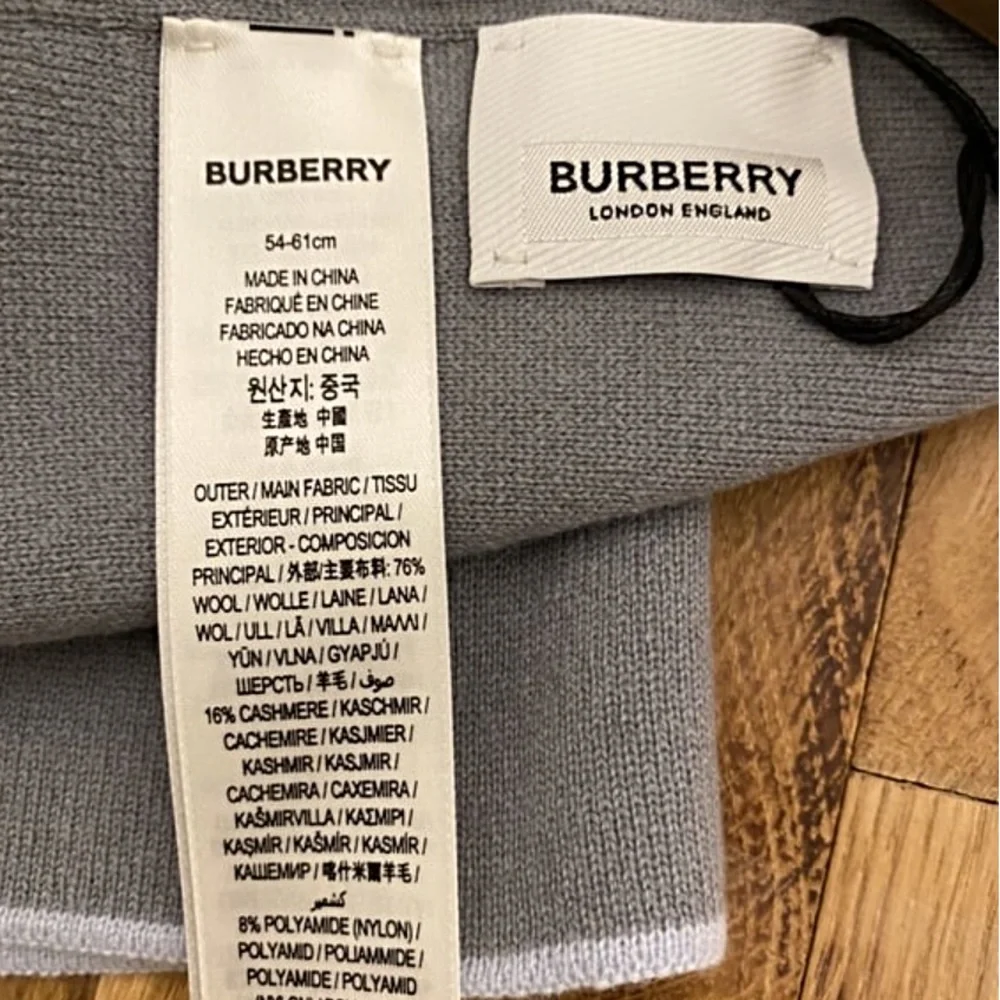 BURBERRY
54-61cm
MADE IN CHINA
FABRIQUÉ EN CHINE
FABRICADO NA CHINA
HECHO EN CHINA
원산지: 중국
生產地 中國
原产地 中国
OUTER / MAIN FABRIC / TISSU
EXTÉRIEUR / PRINCIPAL /
EXTERIOR - COMPOSICION
PRINCIPAL / 外部/主要布料: 76%
WOOL / WOLLE / LAINE / LANA /
WOL / ULL / LÃ / VILLA / ΜΑΛΛΙ /
YÜN / VLNA / GYAPJÚ /
ШЕРСТЬ / 羊毛 / صوف
16% CASHMERE / KASCHMIR /
CACHEMIRE / KASJMIER /
KASHMIR / KASJMIR /
CACHEMIRA / CAXEMIRA /
KAŠMIRVILLA / ΚΑΣΜΙΡΙ /
KAŞMİR / KAŠMÍR / KASMÍR /
КАШЕМИР / 喀什米爾羊毛 /
كشمير
8% POLYAMIDE (NYLON) /
POLYAMID / POLIAMMIDE /
POLYAMIDE / POLYAMID
BURBERRY
LONDON ENGLAND